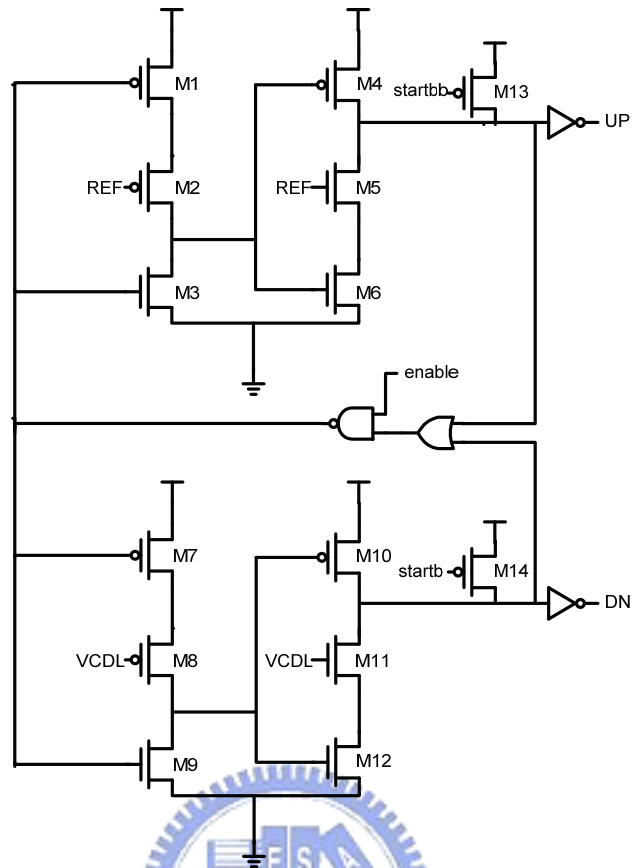 M1
M4
startbb
M13
UP
REF
M2
REF
M5
M3
M6
enable
M7
M10
startb
M14
DN
VCDL
M8
VCDL
M11
M9
M12
E S A